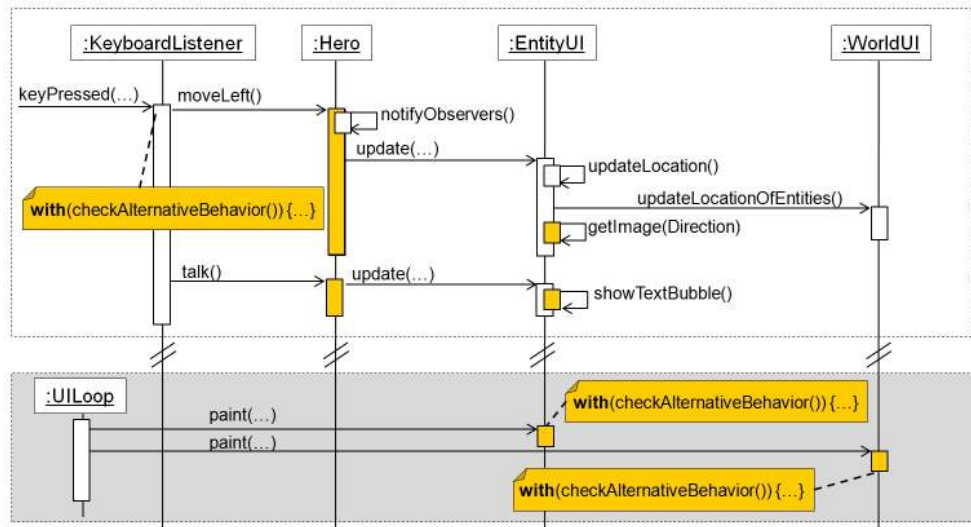 :KeyboardListener
:Hero
:EntityUI
:WorldUI
keyPressed(…)
moveLeft()
notifyObservers()
update(…)
updateLocation()
with(checkAlternativeBehavior()) {…}
updateLocationOfEntities()
getImage(Direction)
talk()
update(…)
showTextBubble()
:UILoop
with(checkAlternativeBehavior()) {…}
paint(…)
paint(…)
with(checkAlternativeBehavior()) {…}